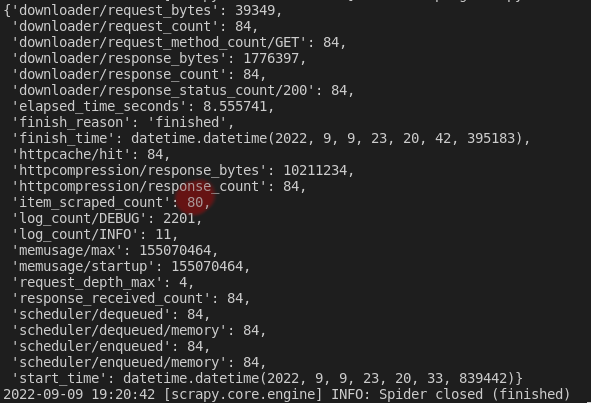 {'downloader/request_bytes': 39349,
'downloader/request_count': 84,
'downloader/request_method_count/GET': 84,
'downloader/response_bytes': 1776397,
'downloader/response_count': 84,
'downloader/response_status_count/200': 84,
'elapsed_time_seconds': 8.555741,
'finish_reason': 'finished',
'finish_time': datetime.datetime(2022, 9, 9, 23, 20, 42, 395183),
'httpcache/hit': 84,
'httpcompression/response_bytes': 10211234,
'httpcompression/response_count': 84,
'item_scraped_count': 80,
'log_count/DEBUG': 2201,
'log_count/INFO': 11,
'memusage/max': 155070464,
'memusage/startup': 155070464,
'request_depth_max': 4,
'response_received_count': 84,
'scheduler/dequeued': 84,
'scheduler/dequeued/memory': 84,
'scheduler/enqueued': 84,
'scheduler/enqueued/memory': 84,
'start_time': datetime.datetime(2022, 9, 9, 23, 20, 33, 839442)}
2022-09-09 19:20:42 [scrapy.core.engine] INFO: Spider closed (finished)